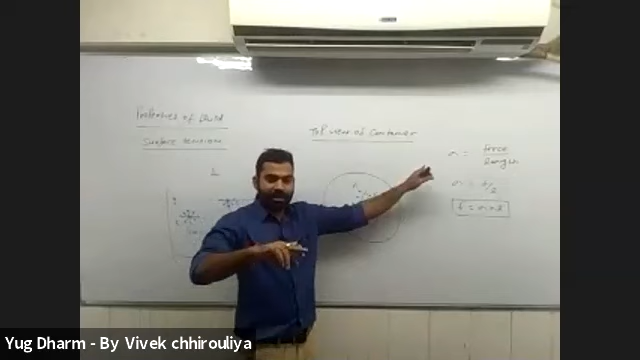 Properties of fluid
Surface tension
Top view of Container
σ = Force / Length
σ = F/L
F = σ × L
Yug Dharm - By Vivek chhirouliya